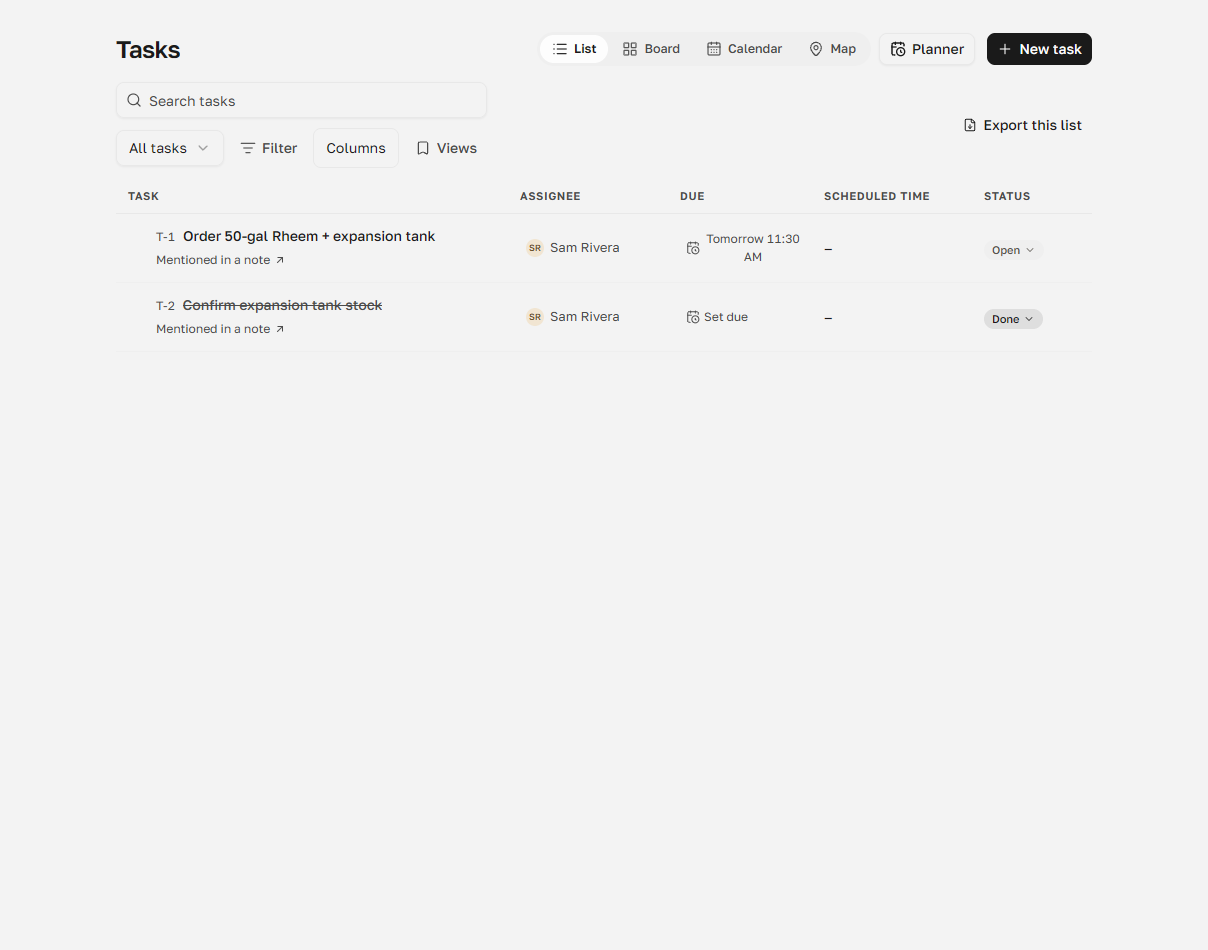 Tasks
List
Board
Calendar
Map
Planner
New task
Search tasks
Export this list
All tasks
Filter
Columns
Views
TASK
ASSIGNEE
DUE
SCHEDULED TIME
STATUS
T-1 Order 50-gal Rheem + expansion tank
Mentioned in a note
SR Sam Rivera
Tomorrow 11:30
AM
–
Open
T-2 Confirm expansion tank stock
Mentioned in a note
SR Sam Rivera
Set due
–
Done